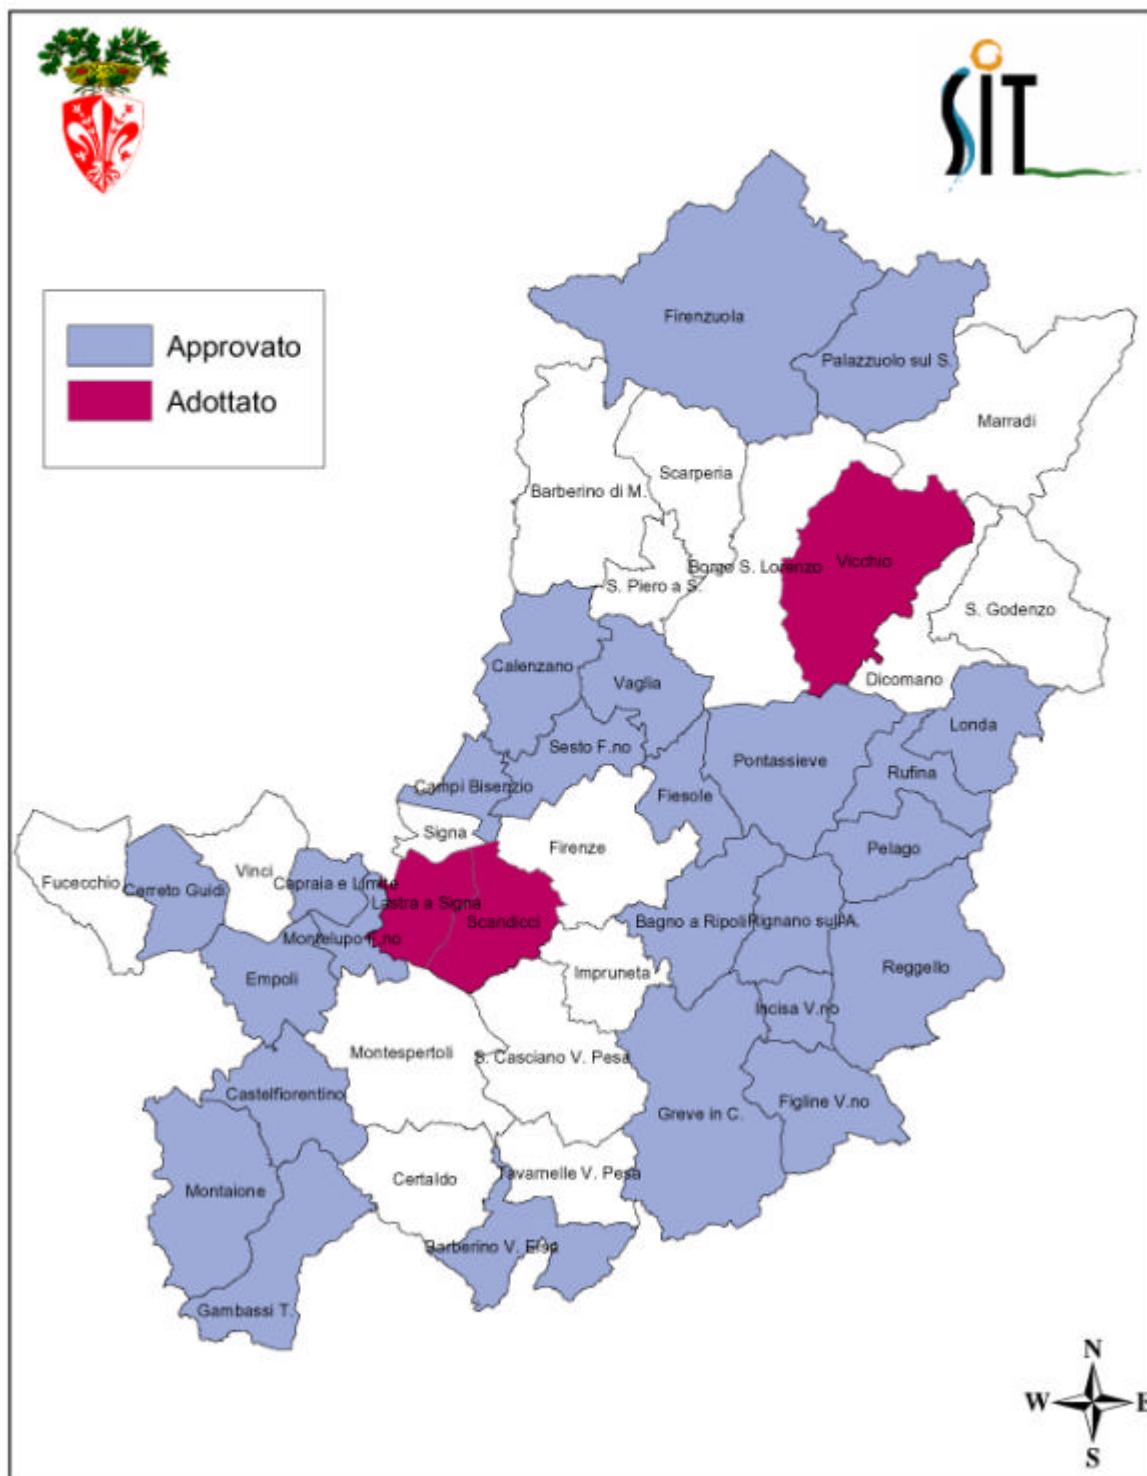 SIT
Approvato
Adottato
Firenzuola
Palazzuolo sul S.
Marradi
Scarperia
Barberino di M.
Vicchio
Borgo S. Lorenzo
S. Piero a S.
S. Godenzo
Calenzano
Vaglia
Dicomano
Londa
Sesto F.no
Pontassieve
Rufina
Campi Bisenzio
Fiesole
Signa
Firenze
Pelago
Vinci
Fucecchio
Cerreto Guidi
Capraia e Limite
Lastra a Signa
Scandicci
Bagno a Ripoli
Rignano sull'A.
Montelupo F.no
Reggello
Impruneta
Empoli
Incisa V.no
Montespertoli
S. Casciano V. Pesa
Castelfiorentino
Figline V.no
Greve in C.
Tavarnelle V. Pesa
Certaldo
Montaione
Barberino V. Elsa
Gambassi T.
N
W
E
S